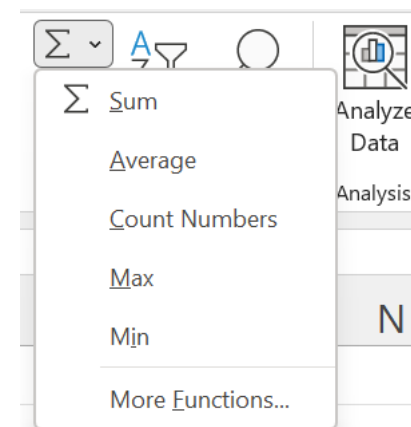 Σ
A
Z
Analyze
Data
Analysis
Σ Sum
Average
Count Numbers
Max
Min
More Functions...
N